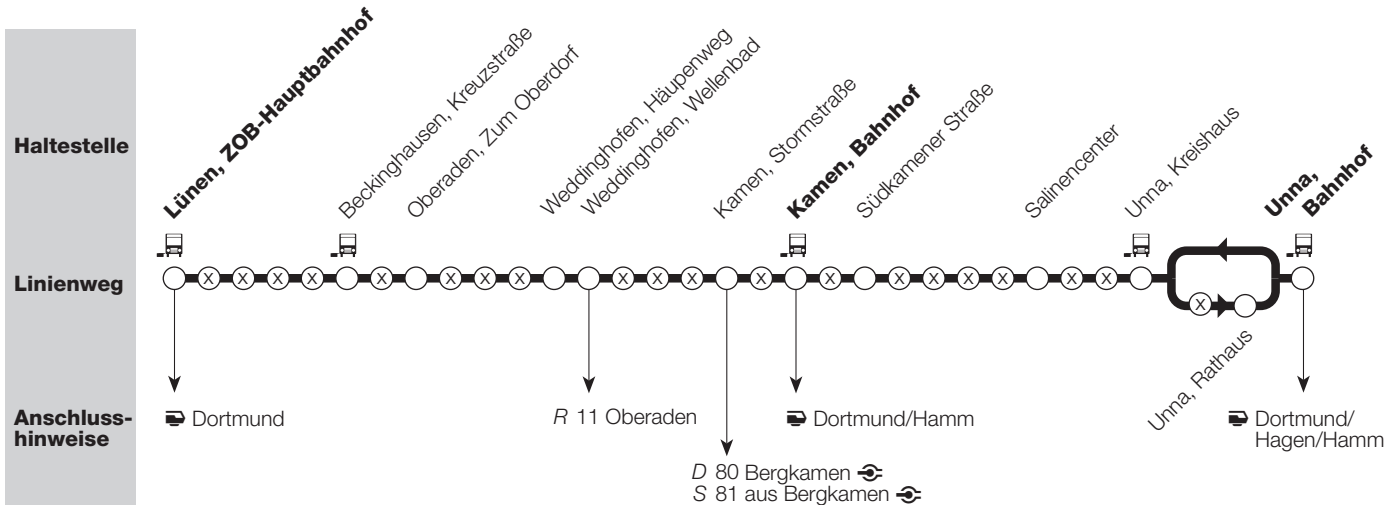 Haltestelle
Lünen, ZOB-Hauptbahnhof
Beckinghausen, Kreuzstraße
Oberaden, Zum Oberdorf
Weddinghofen, Häupenweg
Weddinghofen, Wellenbad
Kamen, Stormstraße
Kamen, Bahnhof
Südkamener Straße
Salinencenter
Unna, Kreishaus
Unna,
Bahnhof
Linienweg
X X X X X X X X X X X X X X X X X X X
X
Unna, Rathaus
Anschluss-
hinweise
Dortmund
R 11 Oberaden
D 80 Bergkamen
S 81 aus Bergkamen
Dortmund/Hamm
Dortmund/
Hagen/Hamm